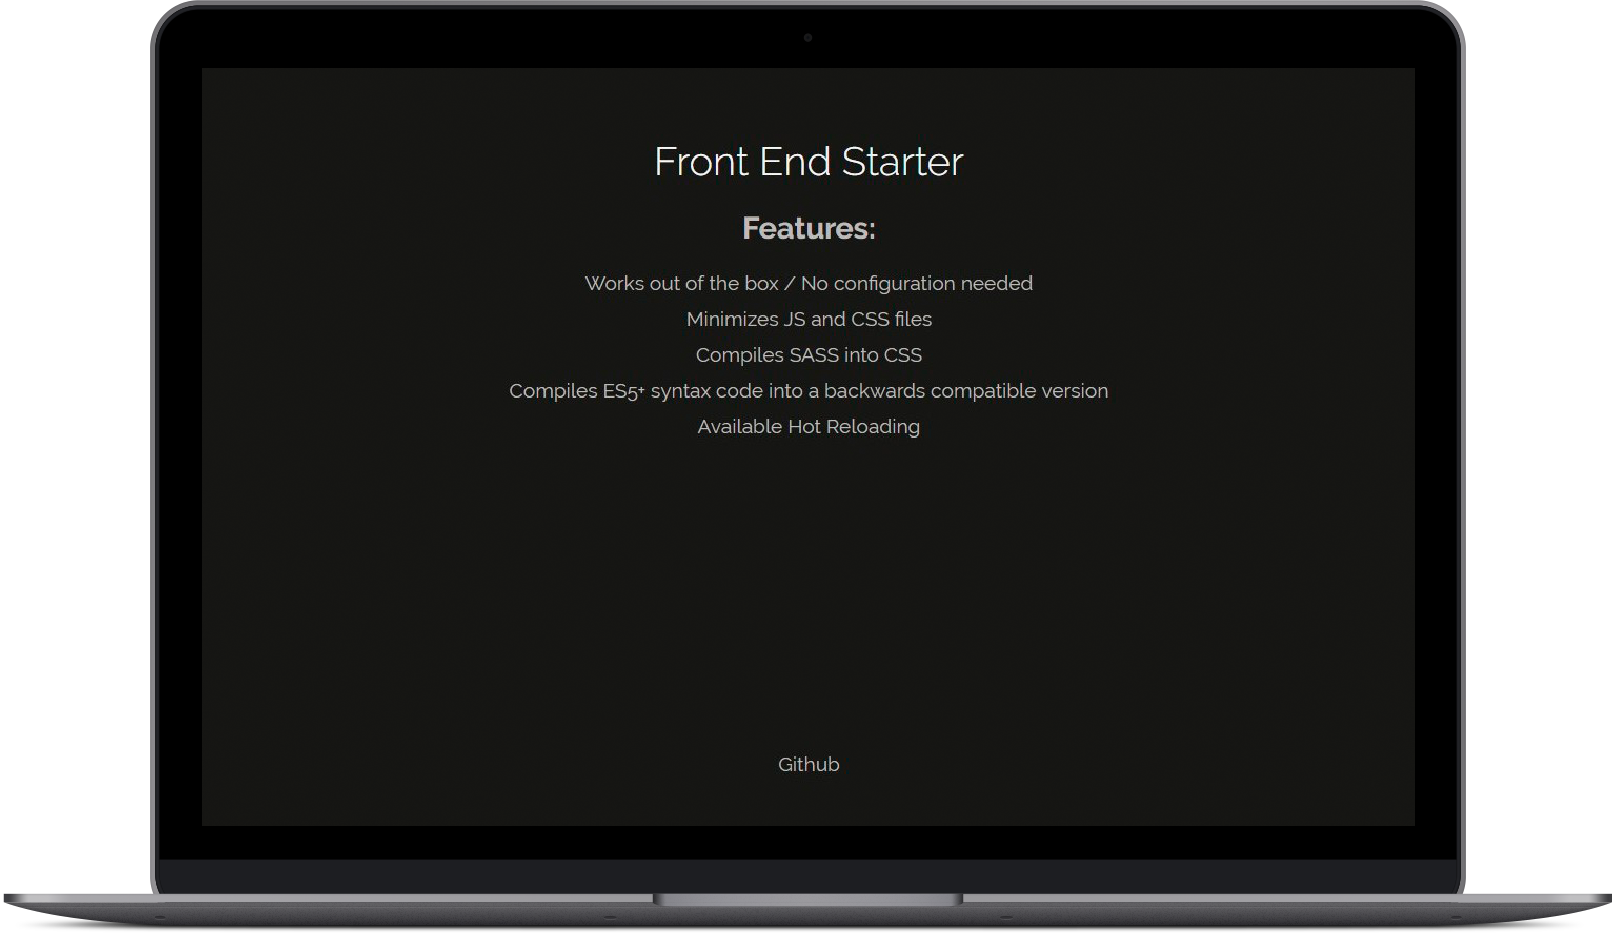 Front End Starter
Features:
Works out of the box / No configuration needed
Minimizes JS and CSS files
Compiles SASS into CSS
Compiles ES5+ syntax code into a backwards compatible version
Available Hot Reloading
Github